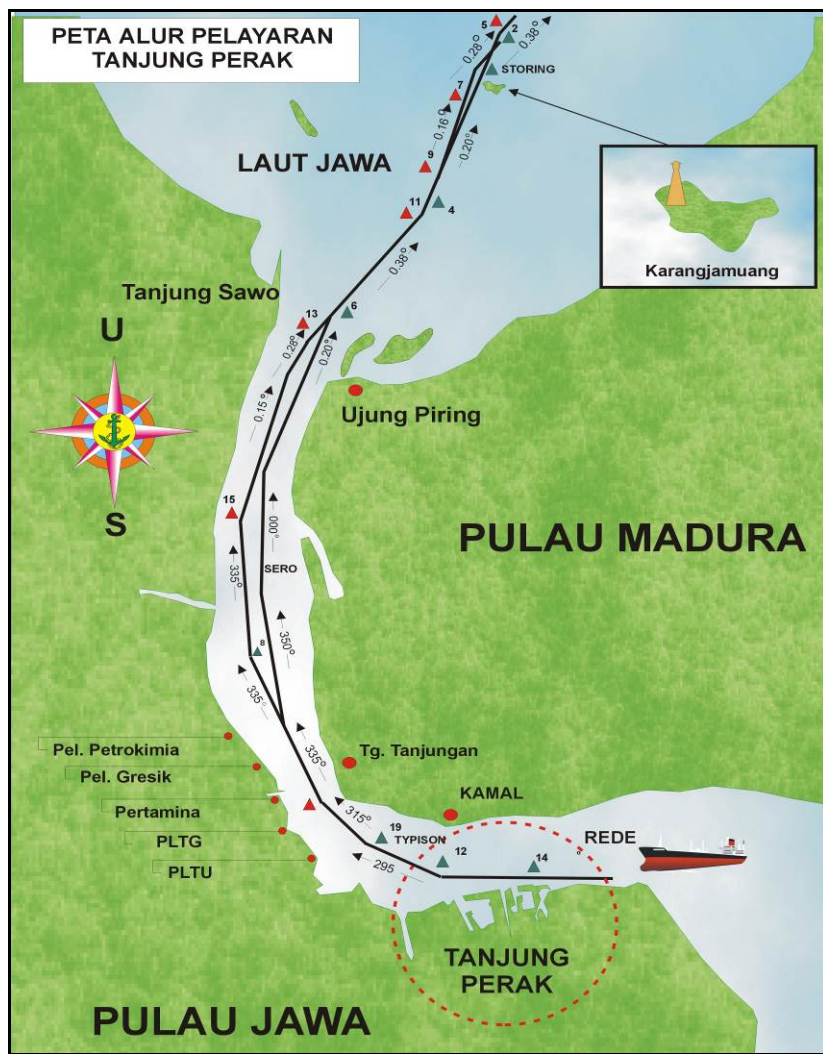 PETA ALUR PELAYARAN
TANJUNG PERAK
5
2
0.28°
0.38°
STORING
7
0.16°
0.20°
LAUT JAWA
9
11
4
Karangjamuang
0.38°
Tanjung Sawo
13
6
U
0.28°
0.20°
0.15°
Ujung Piring
S
15
000°
PULAU MADURA
335°
SERO
8
350°
335°
Pel. Petrokimia
335°
Tg. Tanjungan
Pel. Gresik
Pertamina
315°
KAMAL
PLTG
19
TYPISON
REDE
12
14
PLTU
295
TANJUNG
PERAK
PULAU JAWA